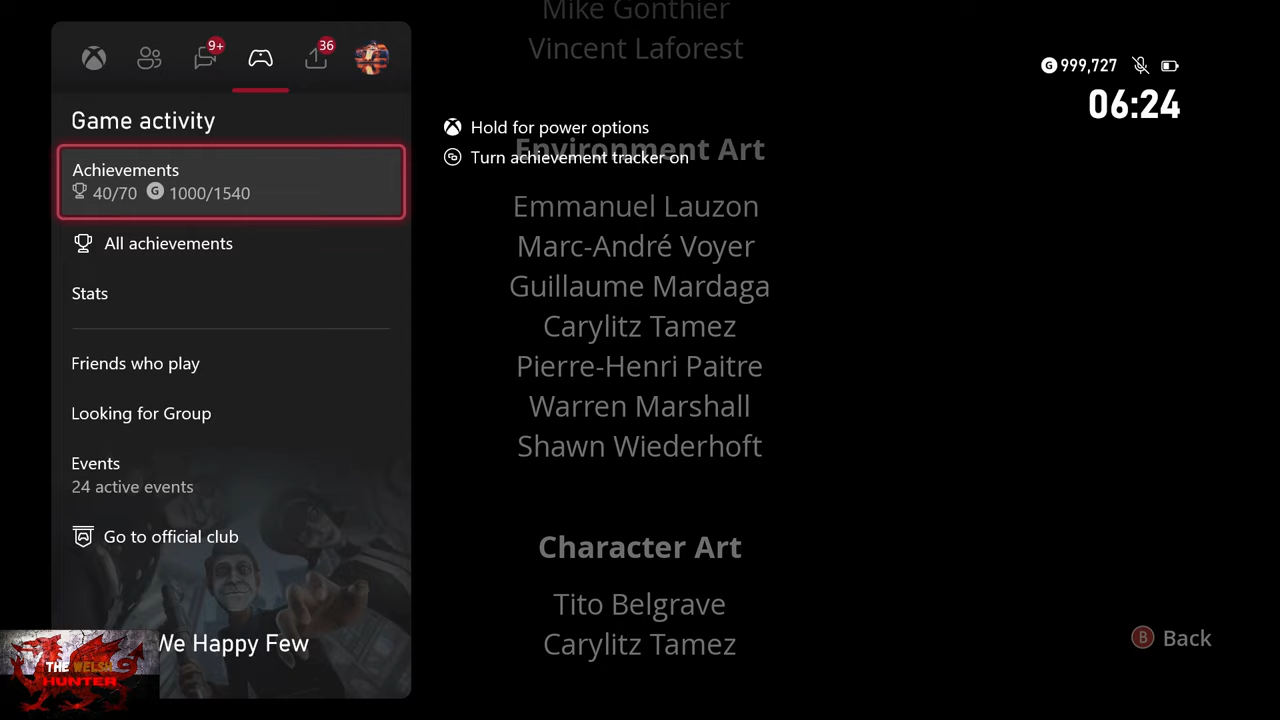 9+
36
Game activity
Achievements
40/70 G 1000/1540
All achievements
Stats
Friends who play
Looking for Group
Events
24 active events
Go to official club
We Happy Few
THE WELSH
HUNTER
Mike Gonthier
Vincent Laforest
Hold for power options
Environment Art
Turn achievement tracker on
Emmanuel Lauzon
Marc-André Voyer
Guillaume Mardaga
Carylitz Tamez
Pierre-Henri Paitre
Warren Marshall
Shawn Wiederhoft
Character Art
Tito Belgrave
Carylitz Tamez
G 999,727
06:24
B Back